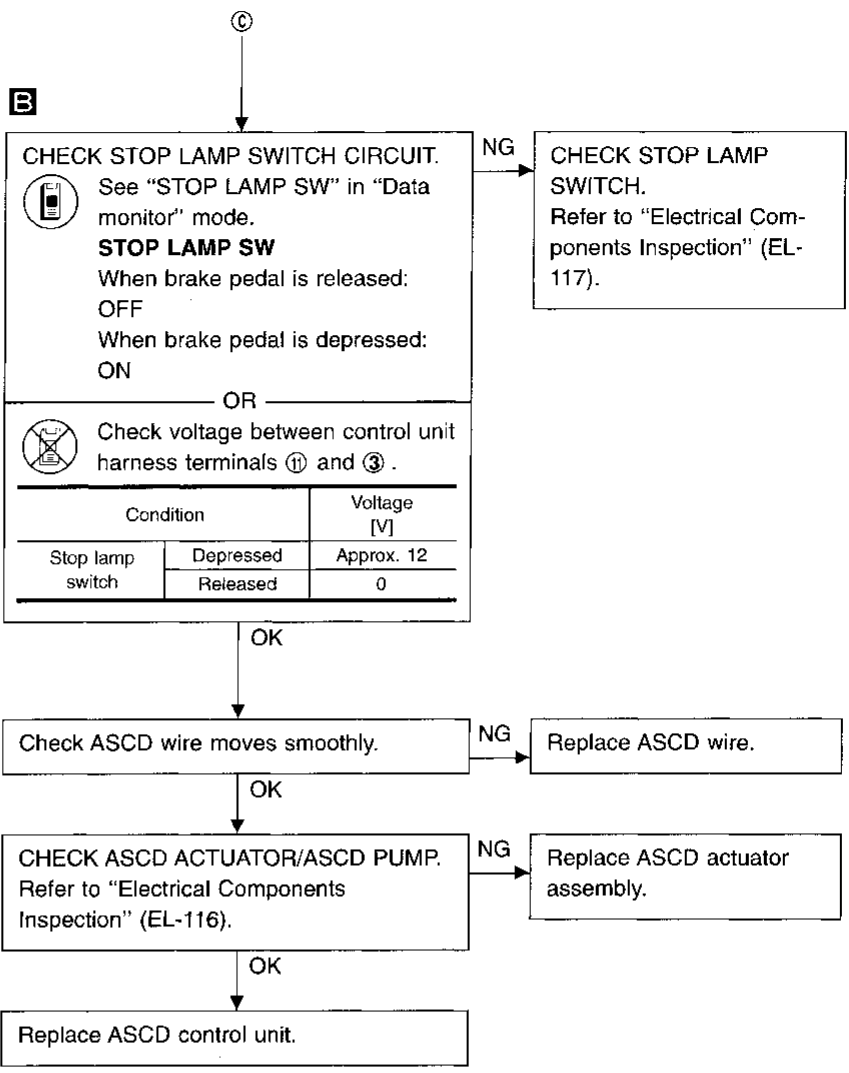 Ⓒ
B
CHECK STOP LAMP SWITCH CIRCUIT.
See “STOP LAMP SW” in “Data
monitor” mode.
STOP LAMP SW
When brake pedal is released:
OFF
When brake pedal is depressed:
ON
NG
CHECK STOP LAMP
SWITCH.
Refer to “Electrical Com-
ponents Inspection” (EL-
117).
OR
Check voltage between control unit
harness terminals ⑪ and ③ .
Condition
Voltage
[V]
Stop lamp
switch
Depressed
Approx. 12
Released
0
OK
Check ASCD wire moves smoothly.
NG
Replace ASCD wire.
OK
CHECK ASCD ACTUATOR/ASCD PUMP.
Refer to “Electrical Components
Inspection” (EL-116).
NG
Replace ASCD actuator
assembly.
OK
Replace ASCD control unit.